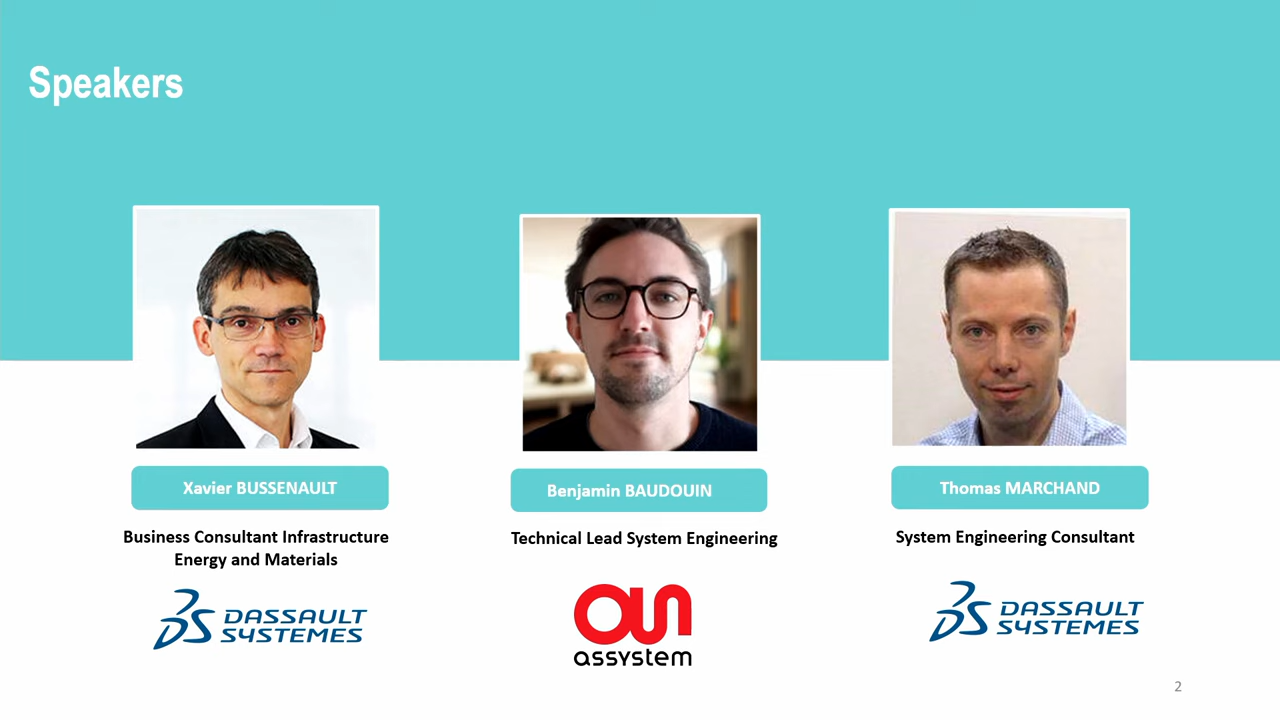 Speakers
Xavier BUSSENAULT
Benjamin BAUDOUIN
Thomas MARCHAND
Business Consultant Infrastructure
Energy and Materials
Technical Lead System Engineering
System Engineering Consultant
DASSAULT
SYSTEMES
assystem
DASSAULT
SYSTEMES
2